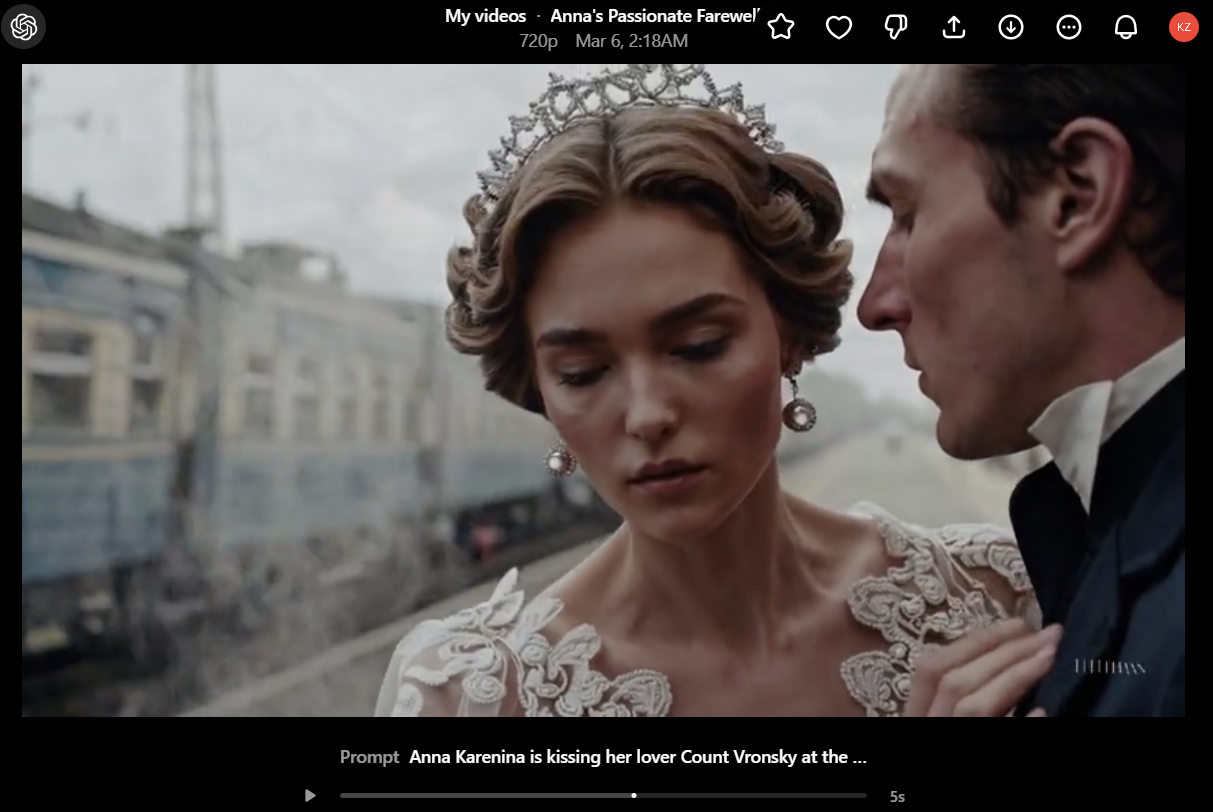 My videos · Anna's Passionate Farewell
720p Mar 6, 2:18AM
KZ
Prompt Anna Karenina is kissing her lover Count Vronsky at the ...
5s